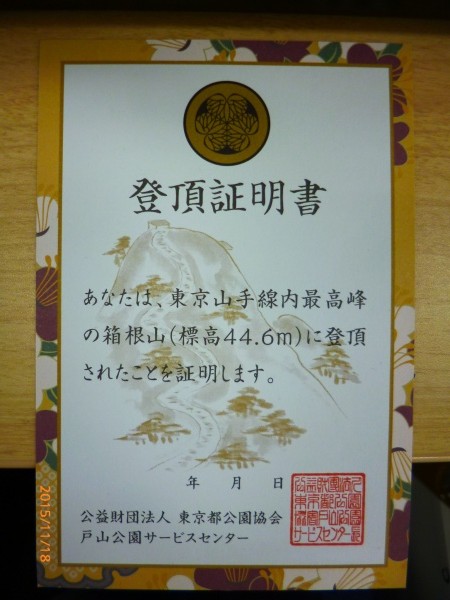 登頂証明書
あなたは、東京山手線内最高峰
の箱根山(標高44.6m)に登頂
されたことを証明します。
年 月 日
公益財団法人 東京都公園協会
戸山公園サービスセンター
2015/11/18